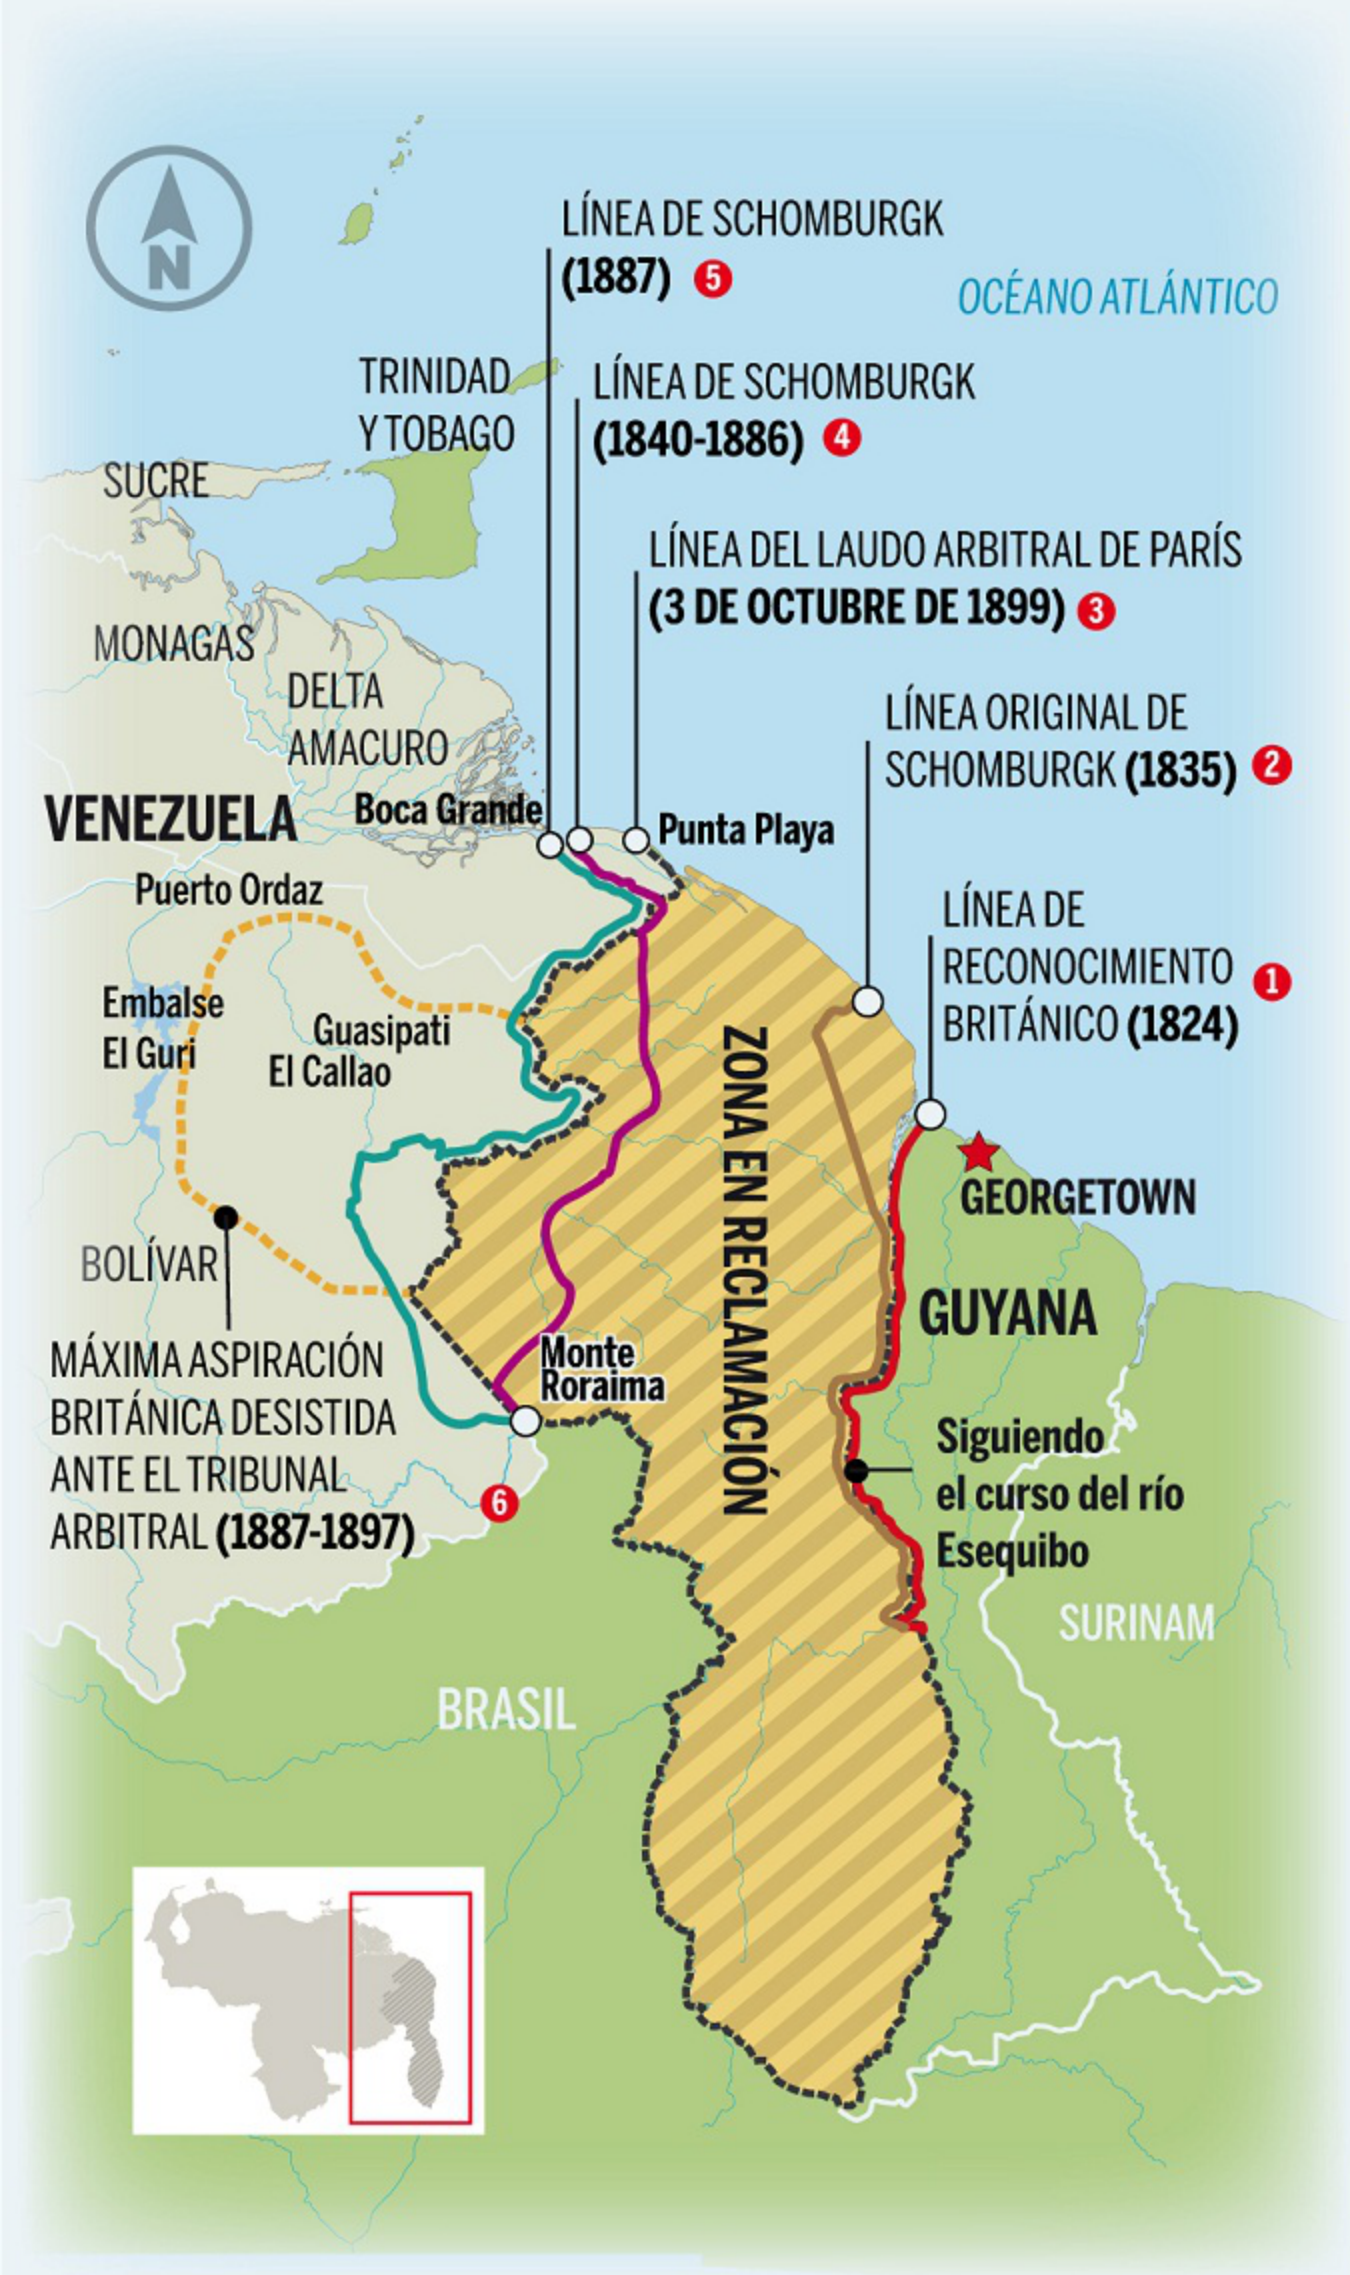 N
LÍNEA DE SCHOMBURGK
(1887) 5
OCÉANO ATLÁNTICO
TRINIDAD
Y TOBAGO
LÍNEA DE SCHOMBURGK
(1840-1886) 4
SUCRE
LÍNEA DEL LAUDO ARBITRAL DE PARÍS
(3 DE OCTUBRE DE 1899) 3
MONAGAS
DELTA
AMACURO
LÍNEA ORIGINAL DE
SCHOMBURGK (1835) 2
VENEZUELA
Boca Grande
Punta Playa
Puerto Ordaz
LÍNEA DE
RECONOCIMIENTO
BRITÁNICO (1824)
1
Embalse
El Guri
Guasipati
El Callao
ZONA EN RECLAMACIÓN
GEORGETOWN
BOLÍVAR
GUYANA
MÁXIMA ASPIRACIÓN
BRITÁNICA DESISTIDA
ANTE EL TRIBUNAL
ARBITRAL (1887-1897)
6
Monte
Roraima
Siguiendo
el curso del río
Esequibo
SURINAM
BRASIL